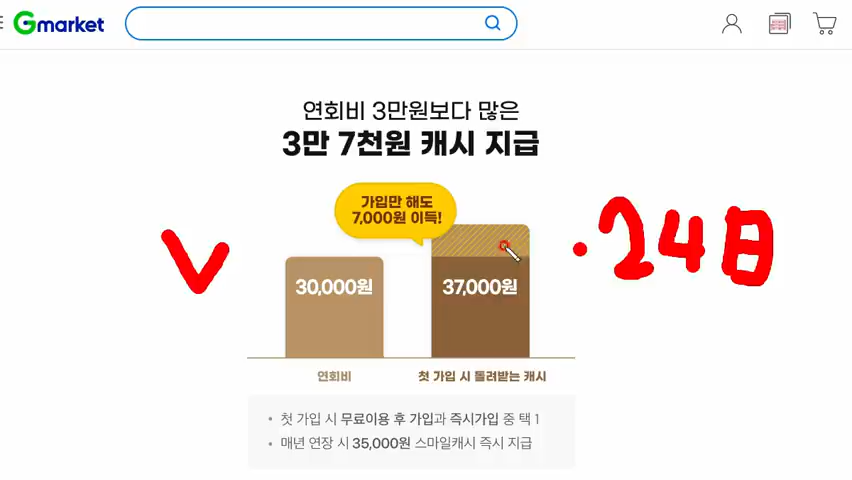 Gmarket
연회비 3만원보다 많은
3만 7천원 캐시 지급
가입만 해도
7,000원 이득!
30,000원
37,000원
V
·24日
연회비
첫 가입 시 돌려받는 캐시
• 첫 가입 시 무료이용 후 가입과 즉시가입 중 택 1
• 매년 연장 시 35,000원 스마일캐시 즉시 지급